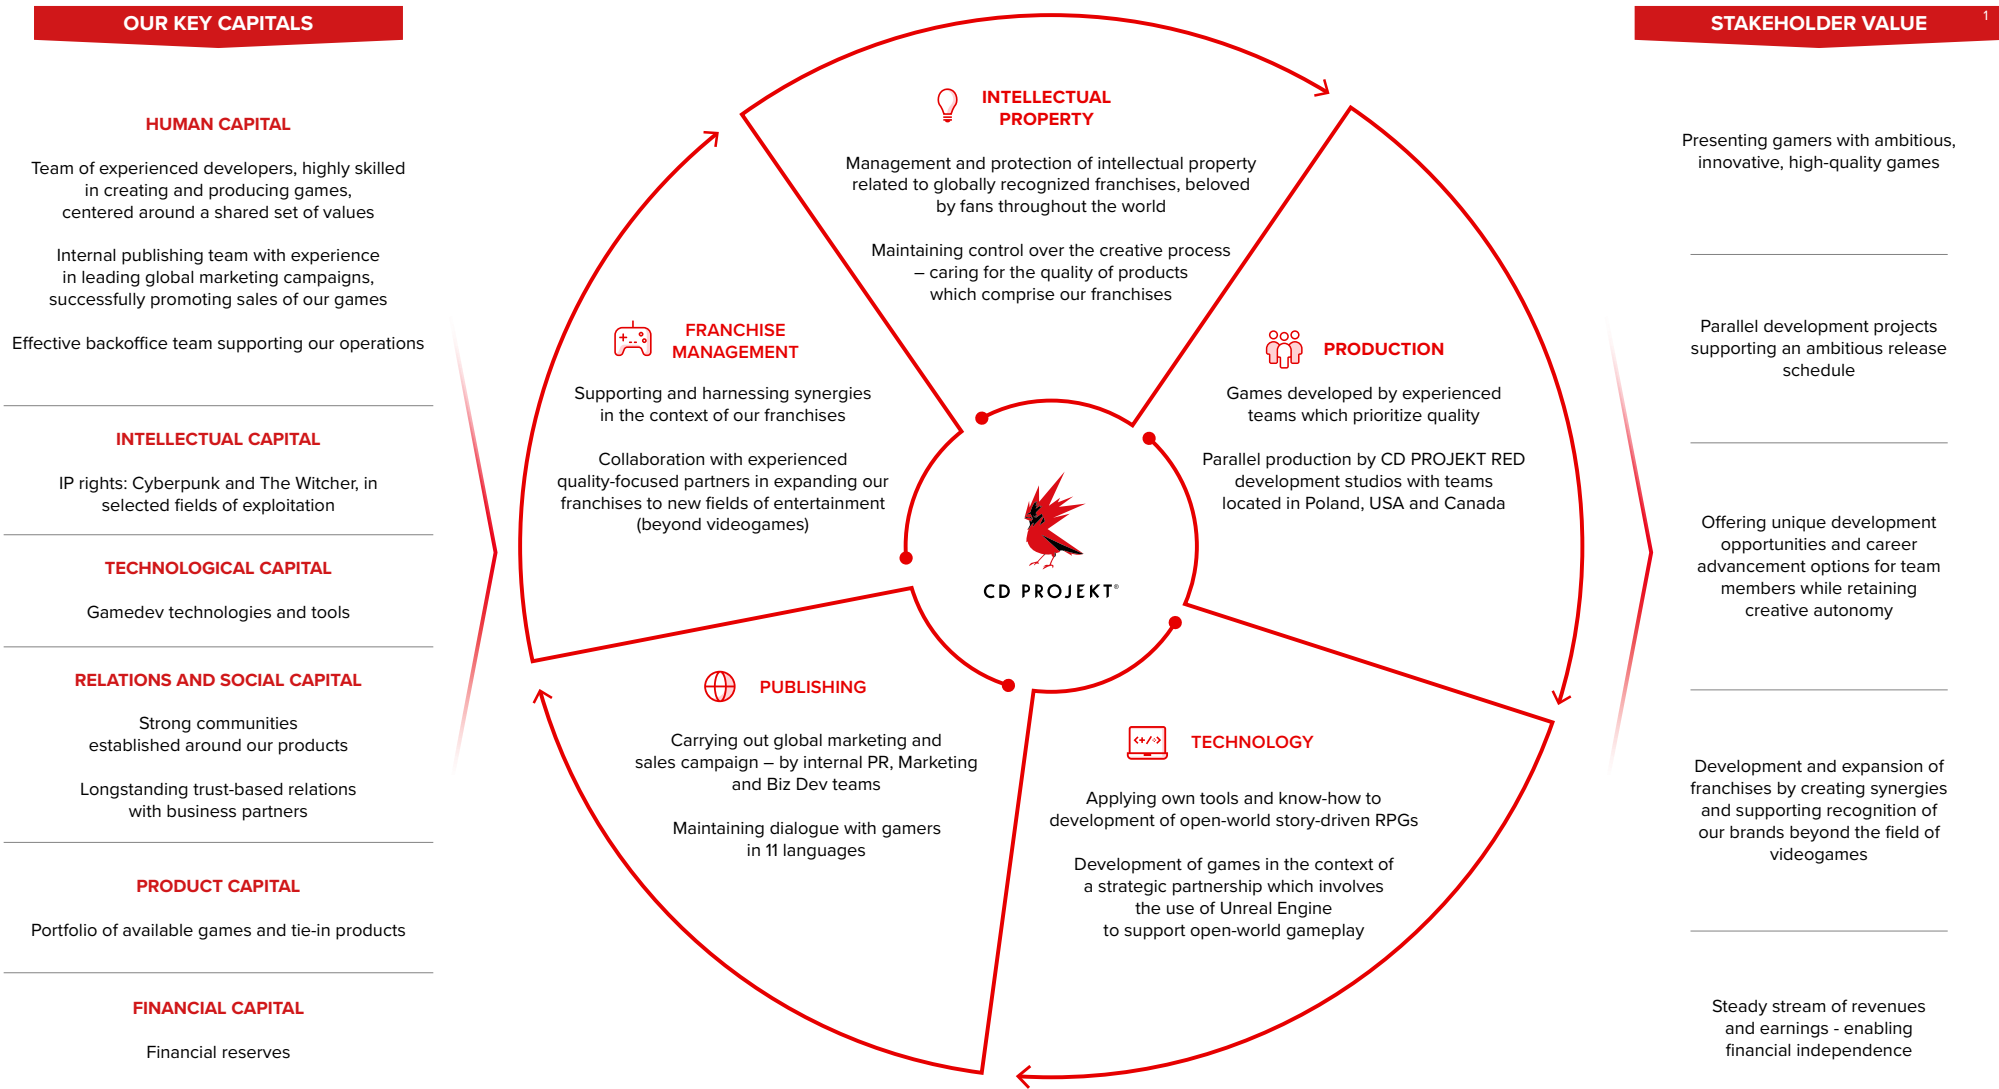 OUR KEY CAPITALS
HUMAN CAPITAL
Team of experienced developers, highly skilled
in creating and producing games,
centered around a shared set of values
Internal publishing team with experience
in leading global marketing campaigns,
successfully promoting sales of our games
Effective backoffice team supporting our operations
INTELLECTUAL CAPITAL
IP rights: Cyberpunk and The Witcher, in
selected fields of exploitation
TECHNOLOGICAL CAPITAL
Gamedev technologies and tools
RELATIONS AND SOCIAL CAPITAL
Strong communities
established around our products
Longstanding trust-based relations
with business partners
PRODUCT CAPITAL
Portfolio of available games and tie-in products
FINANCIAL CAPITAL
Financial reserves
INTELLECTUAL
PROPERTY
Management and protection of intellectual property
related to globally recognized franchises, beloved
by fans throughout the world
Maintaining control over the creative process
– caring for the quality of products
which comprise our franchises
PRODUCTION
Games developed by experienced
teams which prioritize quality
Parallel production by CD PROJEKT RED
development studios with teams
located in Poland, USA and Canada
TECHNOLOGY
Applying own tools and know-how to
development of open-world story-driven RPGs
Development of games in the context of
a strategic partnership which involves
the use of Unreal Engine
to support open-world gameplay
PUBLISHING
Carrying out global marketing and
sales campaign – by internal PR, Marketing
and Biz Dev teams
Maintaining dialogue with gamers
in 11 languages
FRANCHISE
MANAGEMENT
Supporting and harnessing synergies
in the context of our franchises
Collaboration with experienced
quality-focused partners in expanding our
franchises to new fields of entertainment
(beyond videogames)
CD PROJEKT®
STAKEHOLDER VALUE 1
Presenting gamers with ambitious,
innovative, high-quality games
Parallel development projects
supporting an ambitious release
schedule
Offering unique development
opportunities and career
advancement options for team
members while retaining
creative autonomy
Development and expansion of
franchises by creating synergies
and supporting recognition of
our brands beyond the field of
videogames
Steady stream of revenues
and earnings - enabling
financial independence